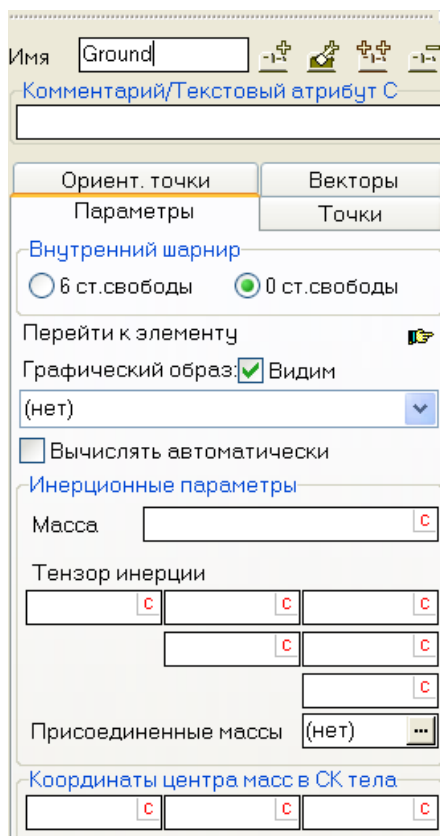 Имя Ground
Комментарий/Текстовый атрибут C
Ориент. точки Векторы
Параметры Точки
Внутренний шарнир
6 ст.свободы 0 ст.свободы
Перейти к элементу
Графический образ: Видим
(нет)
Вычислять автоматически
Инерционные параметры
Масса C
Тензор инерции
C C C
C C
C
Присоединенные массы (нет) ...
Координаты центра масс в СК тела
C C C